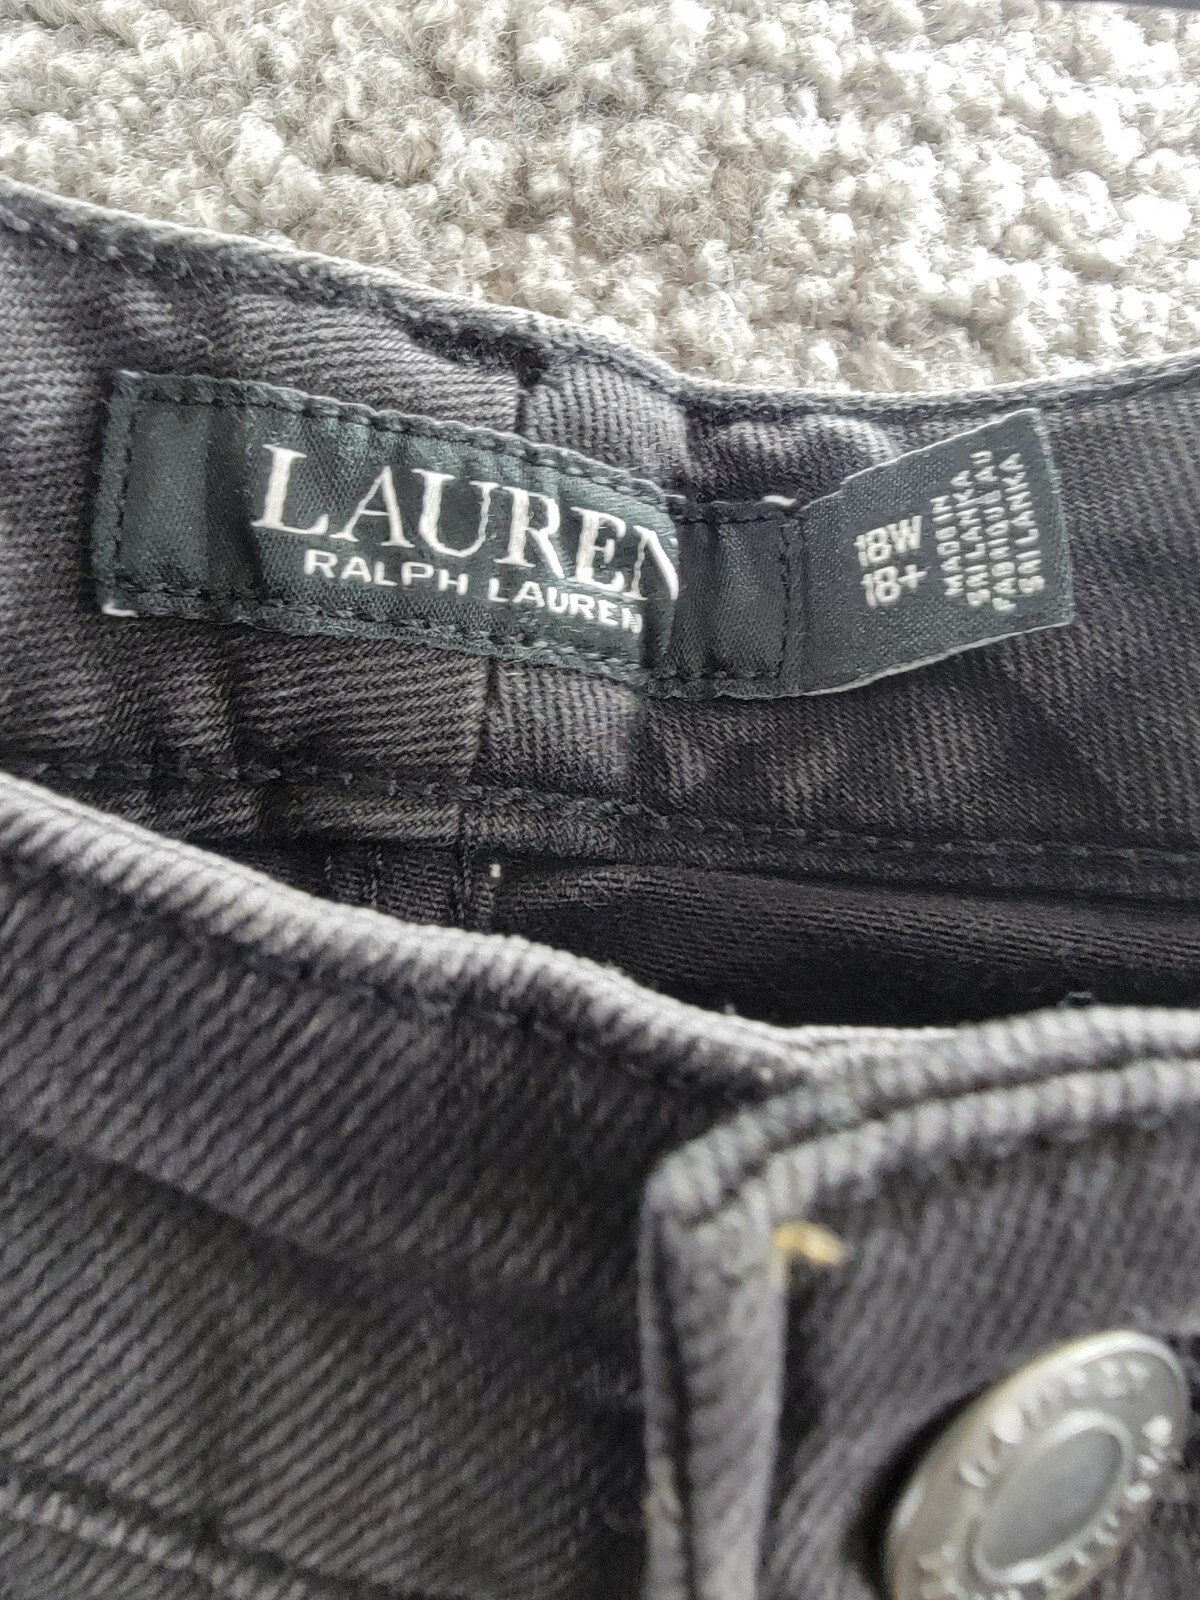 LAUREN
RALPH LAUREN
18W
18+
MADE IN
SRI LANKA
FABRIQUÉ AU
SRI LANKA